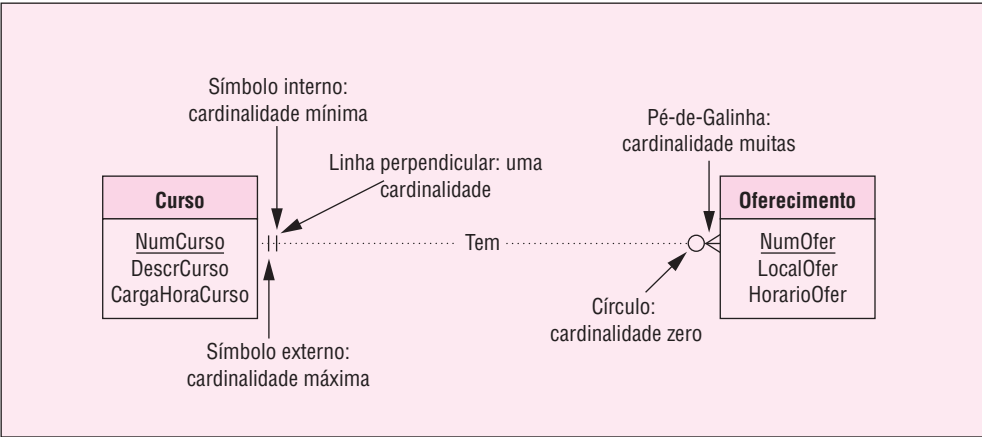 Símbolo interno:
cardinalidade mínima
Pé-de-Galinha:
cardinalidade muitas
Linha perpendicular: uma
cardinalidade
Curso
NumCurso
DescrCurso
CargaHoraCurso
Tem
Oferecimento
NumOfer
LocalOfer
HorarioOfer
Círculo:
cardinalidade zero
Símbolo externo:
cardinalidade máxima